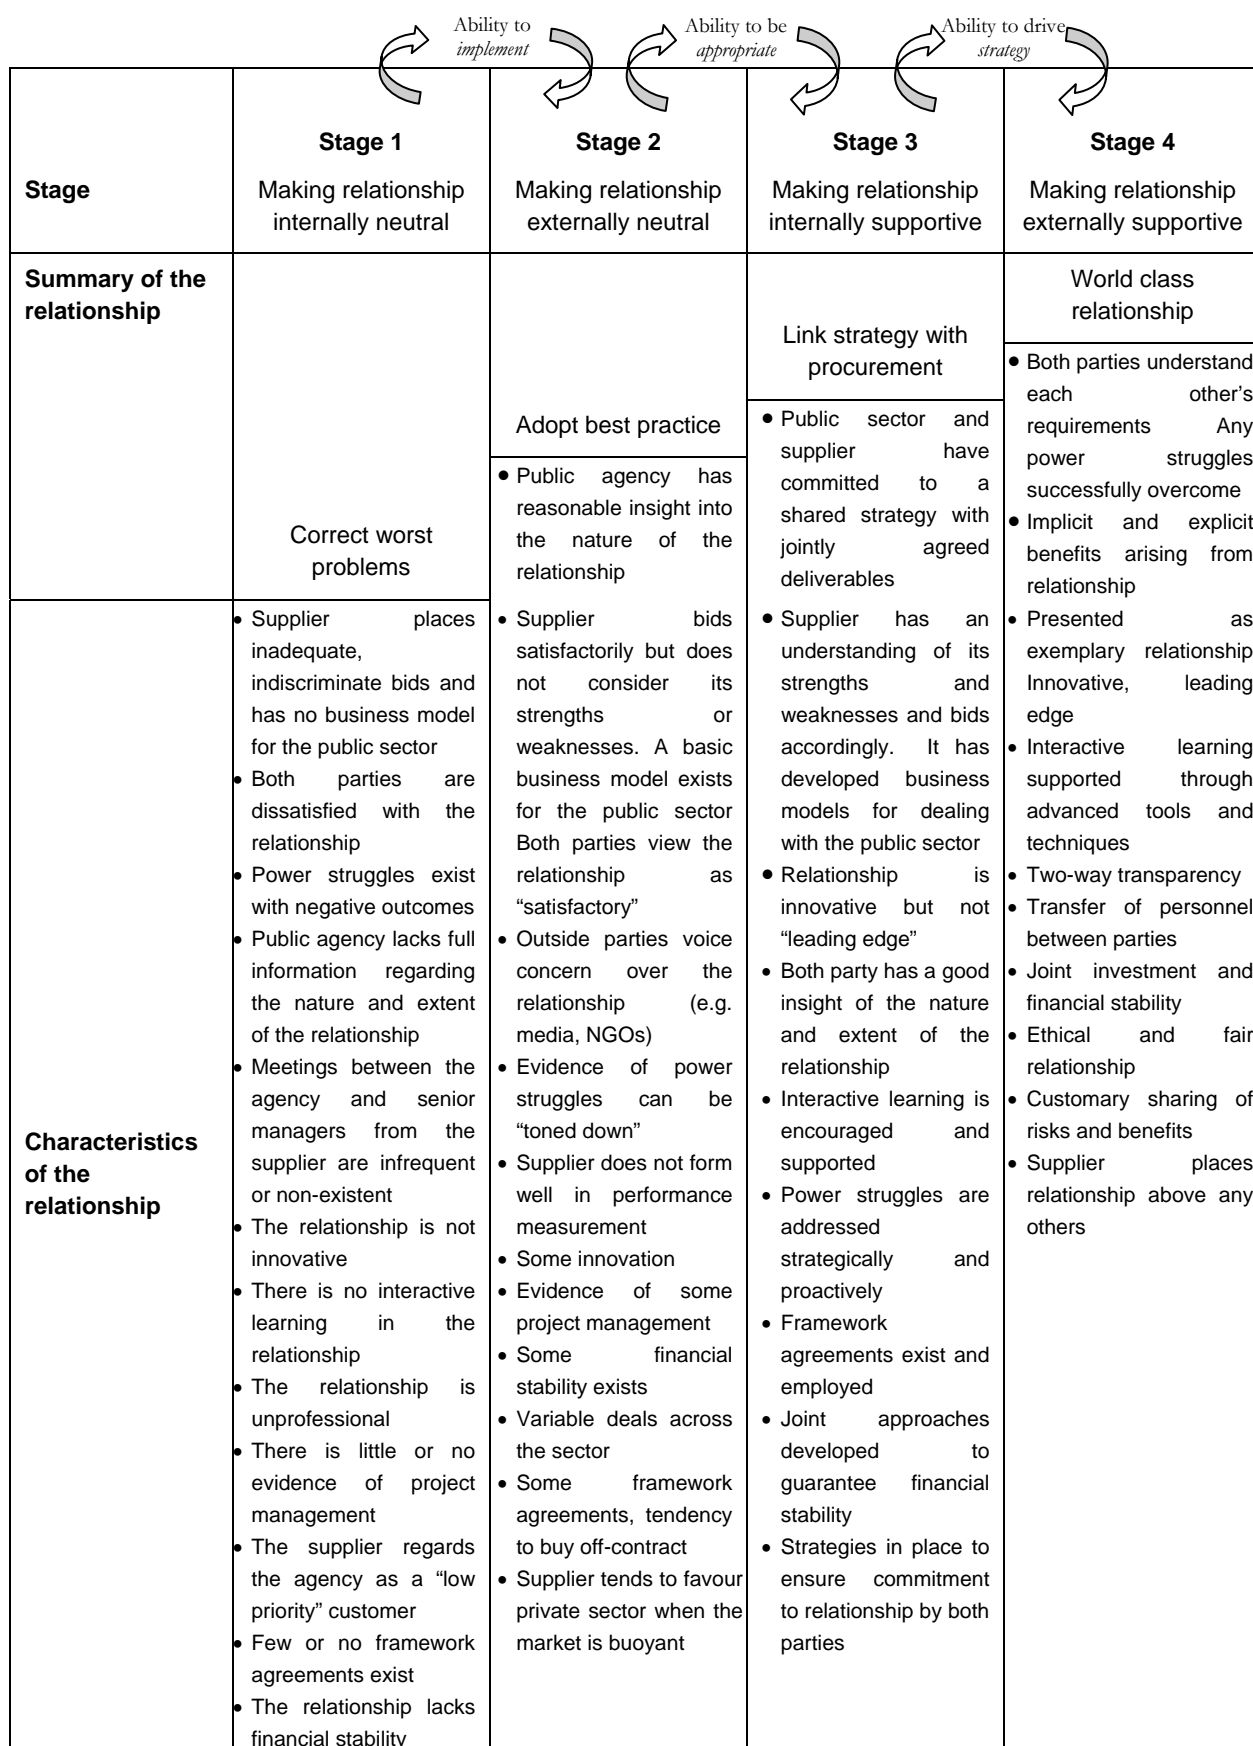 Ability to
implement
Ability to be
appropriate
Ability to drive
strategy
Stage
Stage 1
Making relationship
internally neutral
Stage 2
Making relationship
externally neutral
Stage 3
Making relationship
internally supportive
Stage 4
Making relationship
externally supportive
Summary of the
relationship
Correct worst
problems
Adopt best practice
Link strategy with
procurement
World class
relationship
Characteristics
of the
relationship
• Supplier places
inadequate,
indiscriminate bids and
has no business model
for the public sector
• Both parties are
dissatisfied with the
relationship
• Power struggles exist
with negative outcomes
• Public agency lacks full
information regarding
the nature and extent
of the relationship
• Meetings between the
agency and senior
managers from the
supplier are infrequent
or non-existent
• The relationship is not
innovative
• There is no interactive
learning in the
relationship
• The relationship is
unprofessional
• There is little or no
evidence of project
management
• The supplier regards
the agency as a “low
priority” customer
• Few or no framework
agreements exist
• The relationship lacks
financial stability
• Public agency has
reasonable insight into
the nature of the
relationship
• Supplier bids
satisfactorily but does
not consider its
strengths or
weaknesses. A basic
business model exists
for the public sector
Both parties view the
relationship as
“satisfactory”
• Outside parties voice
concern over the
relationship (e.g.
media, NGOs)
• Evidence of power
struggles can be
“toned down”
• Supplier does not form
well in performance
measurement
• Some innovation
• Evidence of some
project management
• Some financial
stability exists
• Variable deals across
the sector
• Some framework
agreements, tendency
to buy off-contract
• Supplier tends to favour
private sector when the
market is buoyant
• Public sector and
supplier have
committed to a
shared strategy with
jointly agreed
deliverables
• Supplier has an
understanding of its
strengths and
weaknesses and bids
accordingly. It has
developed business
models for dealing
with the public sector
• Relationship is
innovative but not
“leading edge”
• Both party has a good
insight of the nature
and extent of the
relationship
• Interactive learning is
encouraged and
supported
• Power struggles are
addressed
strategically and
proactively
• Framework
agreements exist and
employed
• Joint approaches
developed to
guarantee financial
stability
• Strategies in place to
ensure commitment
to relationship by both
parties
• Both parties understand
each other’s
requirements Any
power struggles
successfully overcome
• Implicit and explicit
benefits arising from
relationship
• Presented as
exemplary relationship
Innovative, leading
edge
• Interactive learning
supported through
advanced tools and
techniques
• Two-way transparency
• Transfer of personnel
between parties
• Joint investment and
financial stability
• Ethical and fair
relationship
• Customary sharing of
risks and benefits
• Supplier places
relationship above any
others